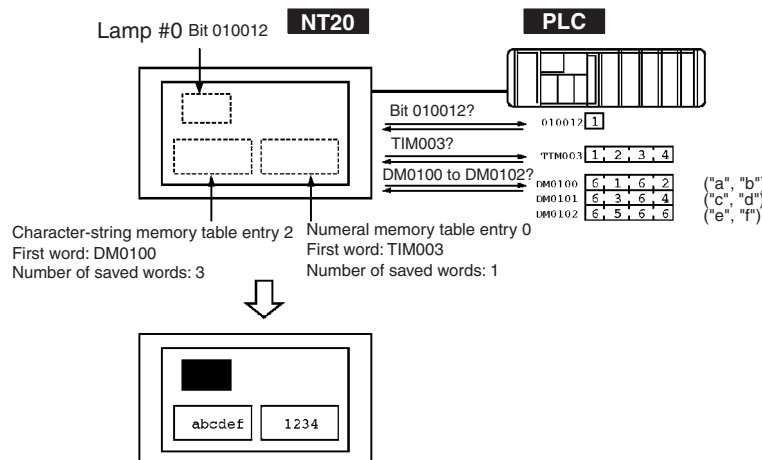 NT20
PLC
Lamp #0 Bit 010012
Bit 010012?
010012 1
TIM003?
TTM003 1 2 3 4
DM0100 to DM0102?
DM0100 6 1 6 2 ("a", "b")
DM0101 6 3 6 4 ("c", "d")
DM0102 6 5 6 6 ("e", "f")
Character-string memory table entry 2
First word: DM0100
Number of saved words: 3
Numeral memory table entry 0
First word: TIM003
Number of saved words: 1
abcdef
1234